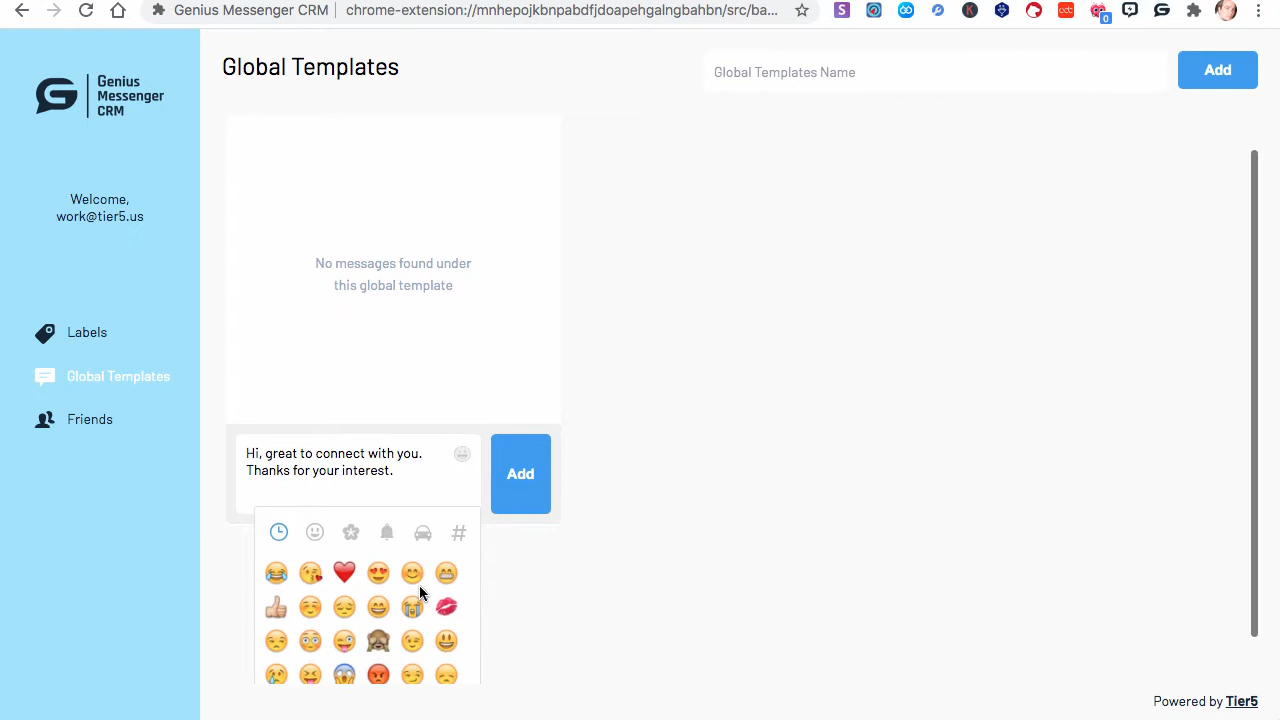 Genius Messenger CRM
chrome-extension://mnhepojkbnpabdfjdoapehgalngbahbn/src/ba...
Genius
Messenger
CRM
Global Templates
Global Templates Name
Add
Welcome,
work@tier5.us
No messages found under
this global template
Labels
Global Templates
Friends
Hi, great to connect with you.
Thanks for your interest.
Add
Powered by Tier5